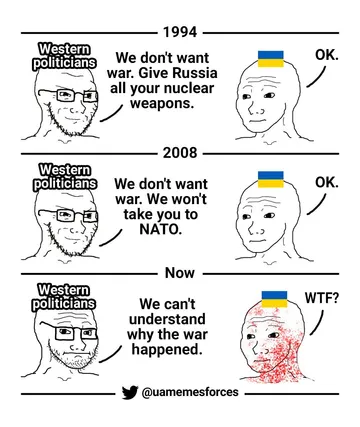 1994
Western
politicians
We don't want
war. Give Russia
all your nuclear
weapons.
OK.
2008
Western
politicians
We don't want
war. We won't
take you to
NATO.
OK.
Now
Western
politicians
We can't
understand
why the war
happened.
WTF?
@uamemesforces